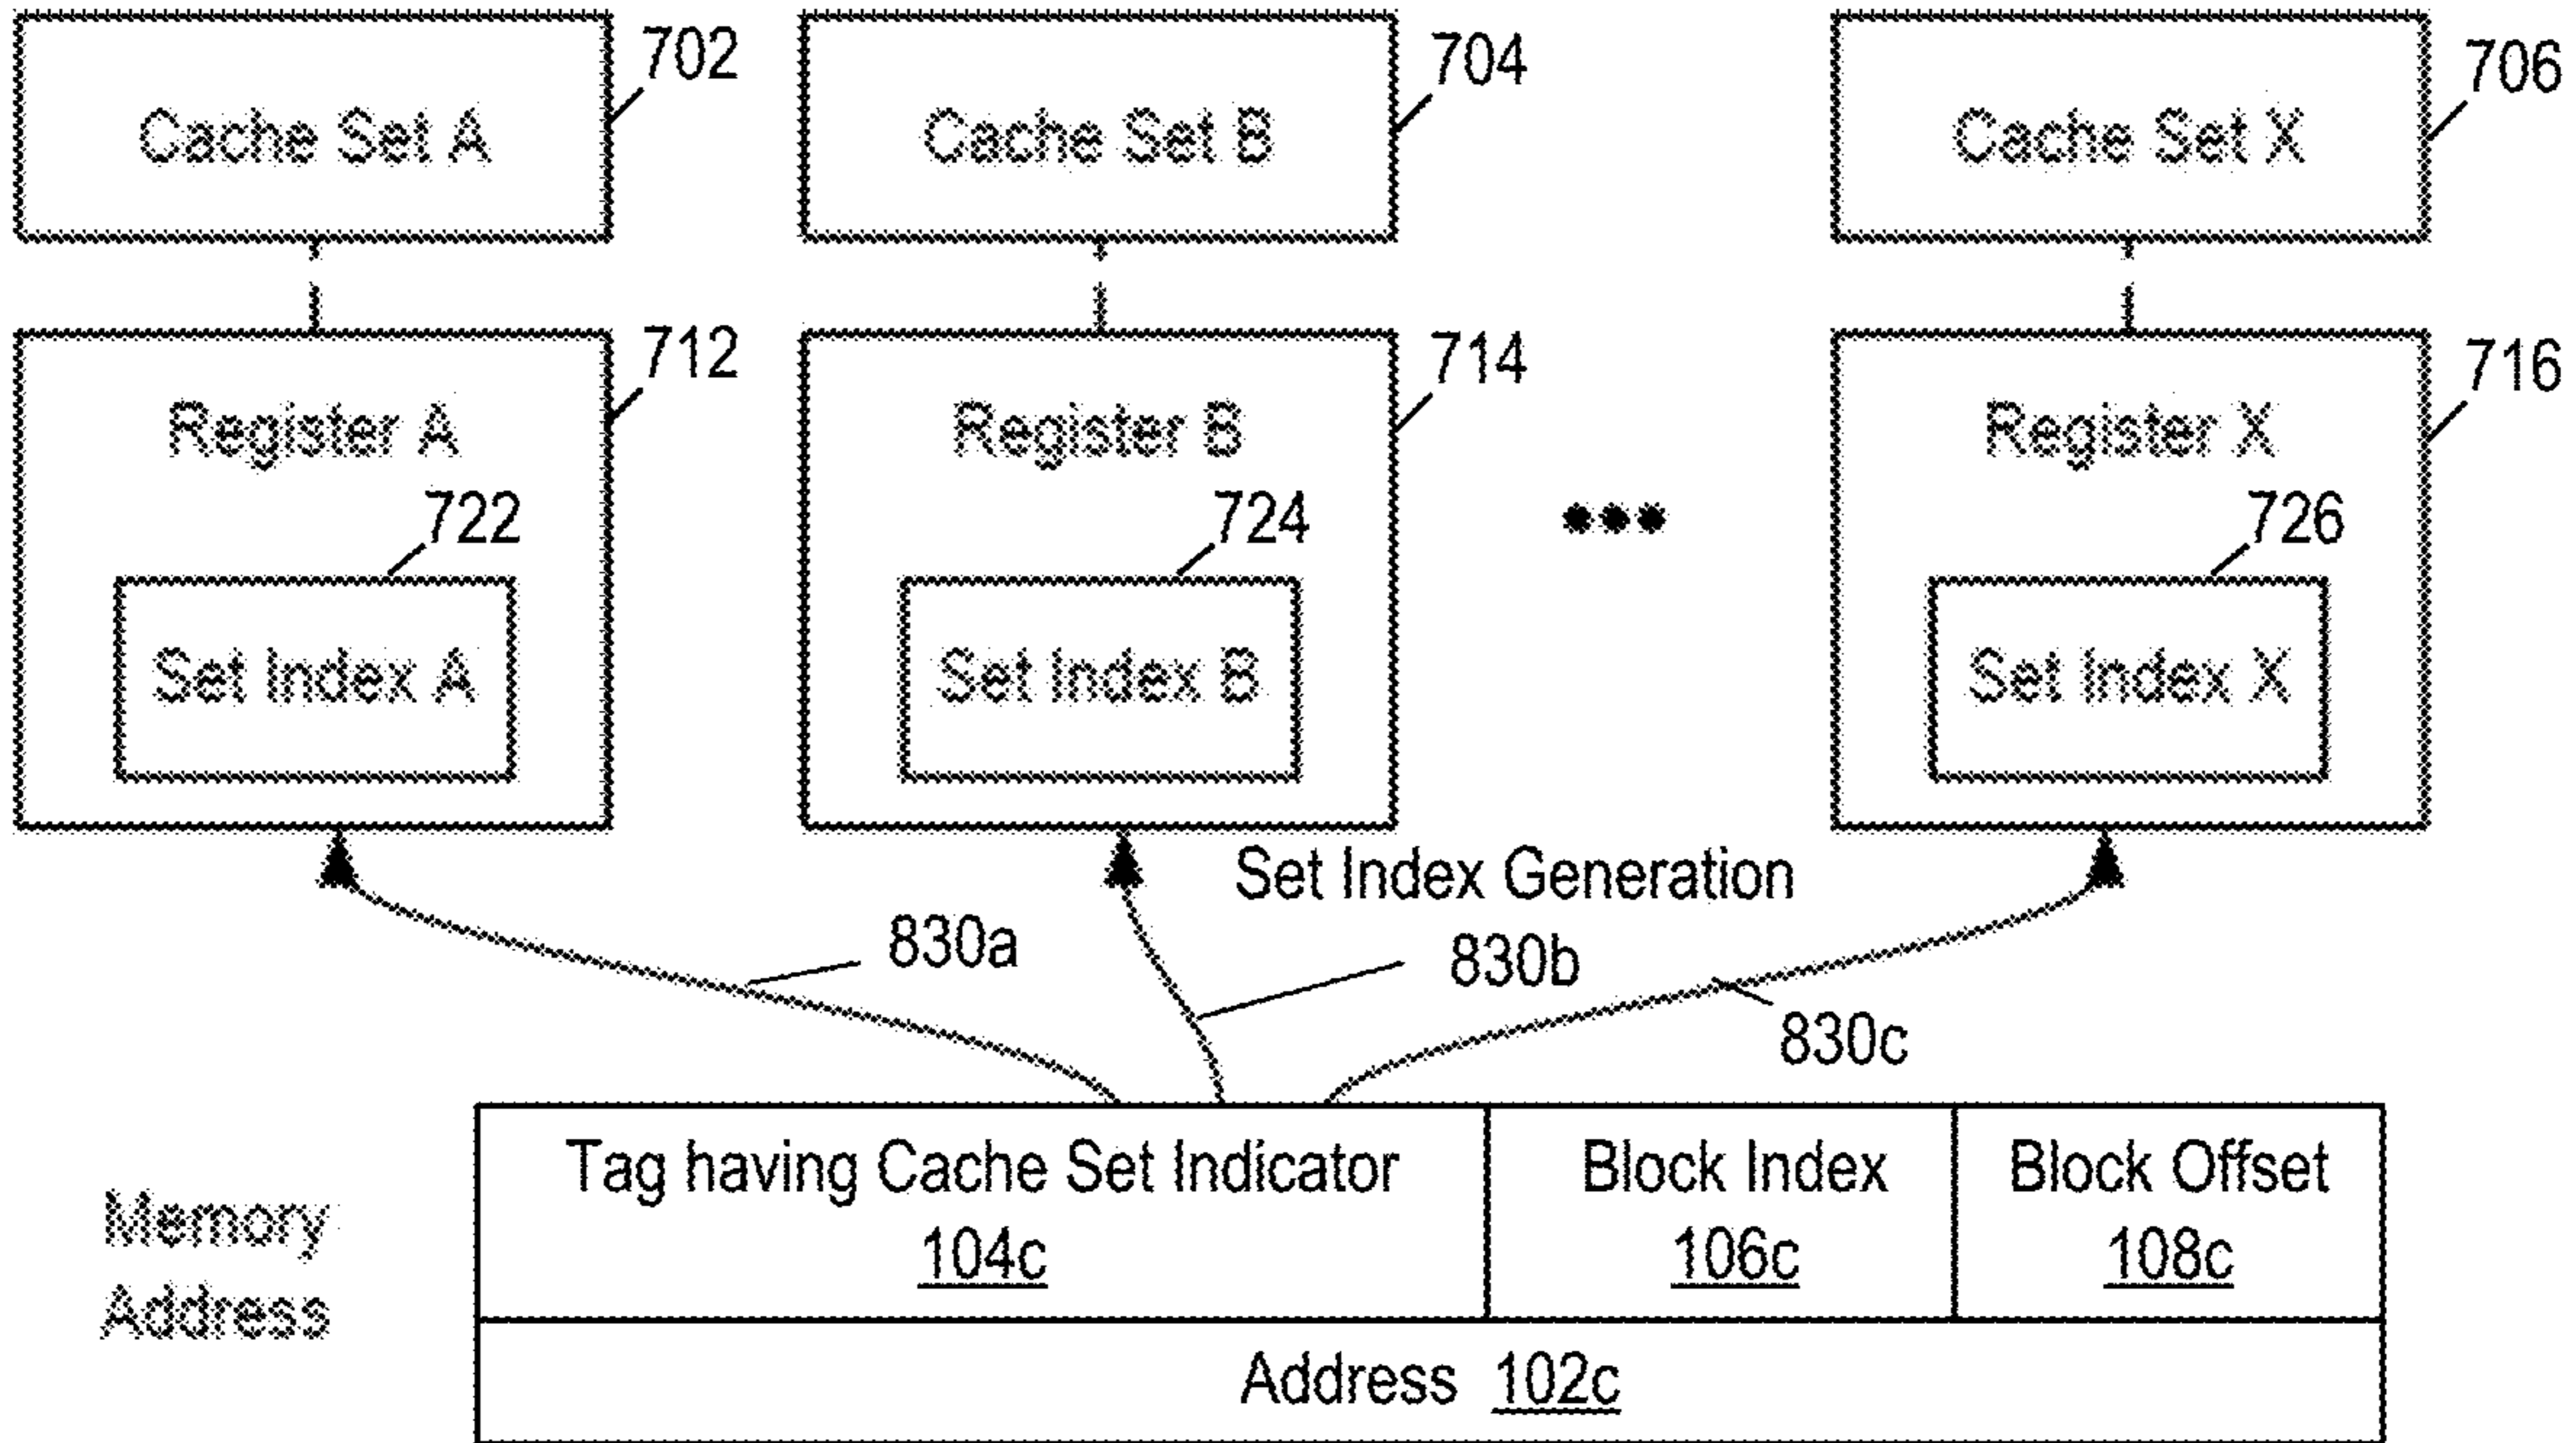 702
704
706
Cache Set A
Cache Set B
Cache Set X
712
714
716
Register A
Register B
Register X
722
724
726
Set Index A
Set Index B
Set Index X
Set Index Generation
830a
830b
830c
Tag having Cache Set Indicator
104c
Block Index
106c
Block Offset
108c
Memory
Address
Address 102c